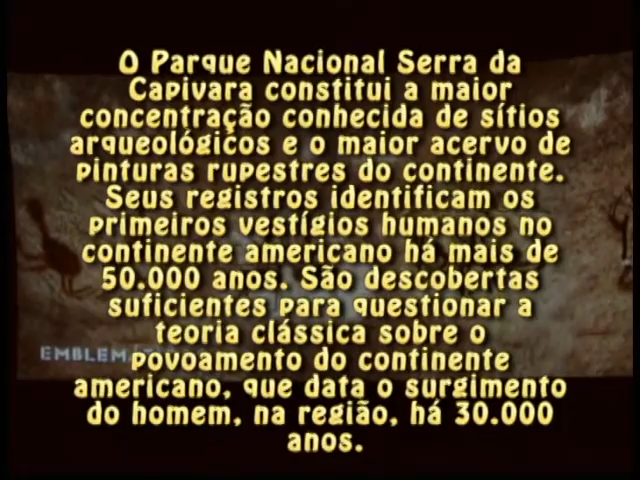 O Parque Nacional Serra da
Capivara constitui a maior
concentração conhecida de sítios
arqueológicos e o maior acervo de
pinturas rupestres do continente.
Seus registros identificam os
primeiros vestígios humanos no
continente americano há mais de
50.000 anos. São descobertas
suficientes para questionar a
teoria clássica sobre o
povoamento do continente
americano, que data o surgimento
do homem, na região, há 30.000
anos.